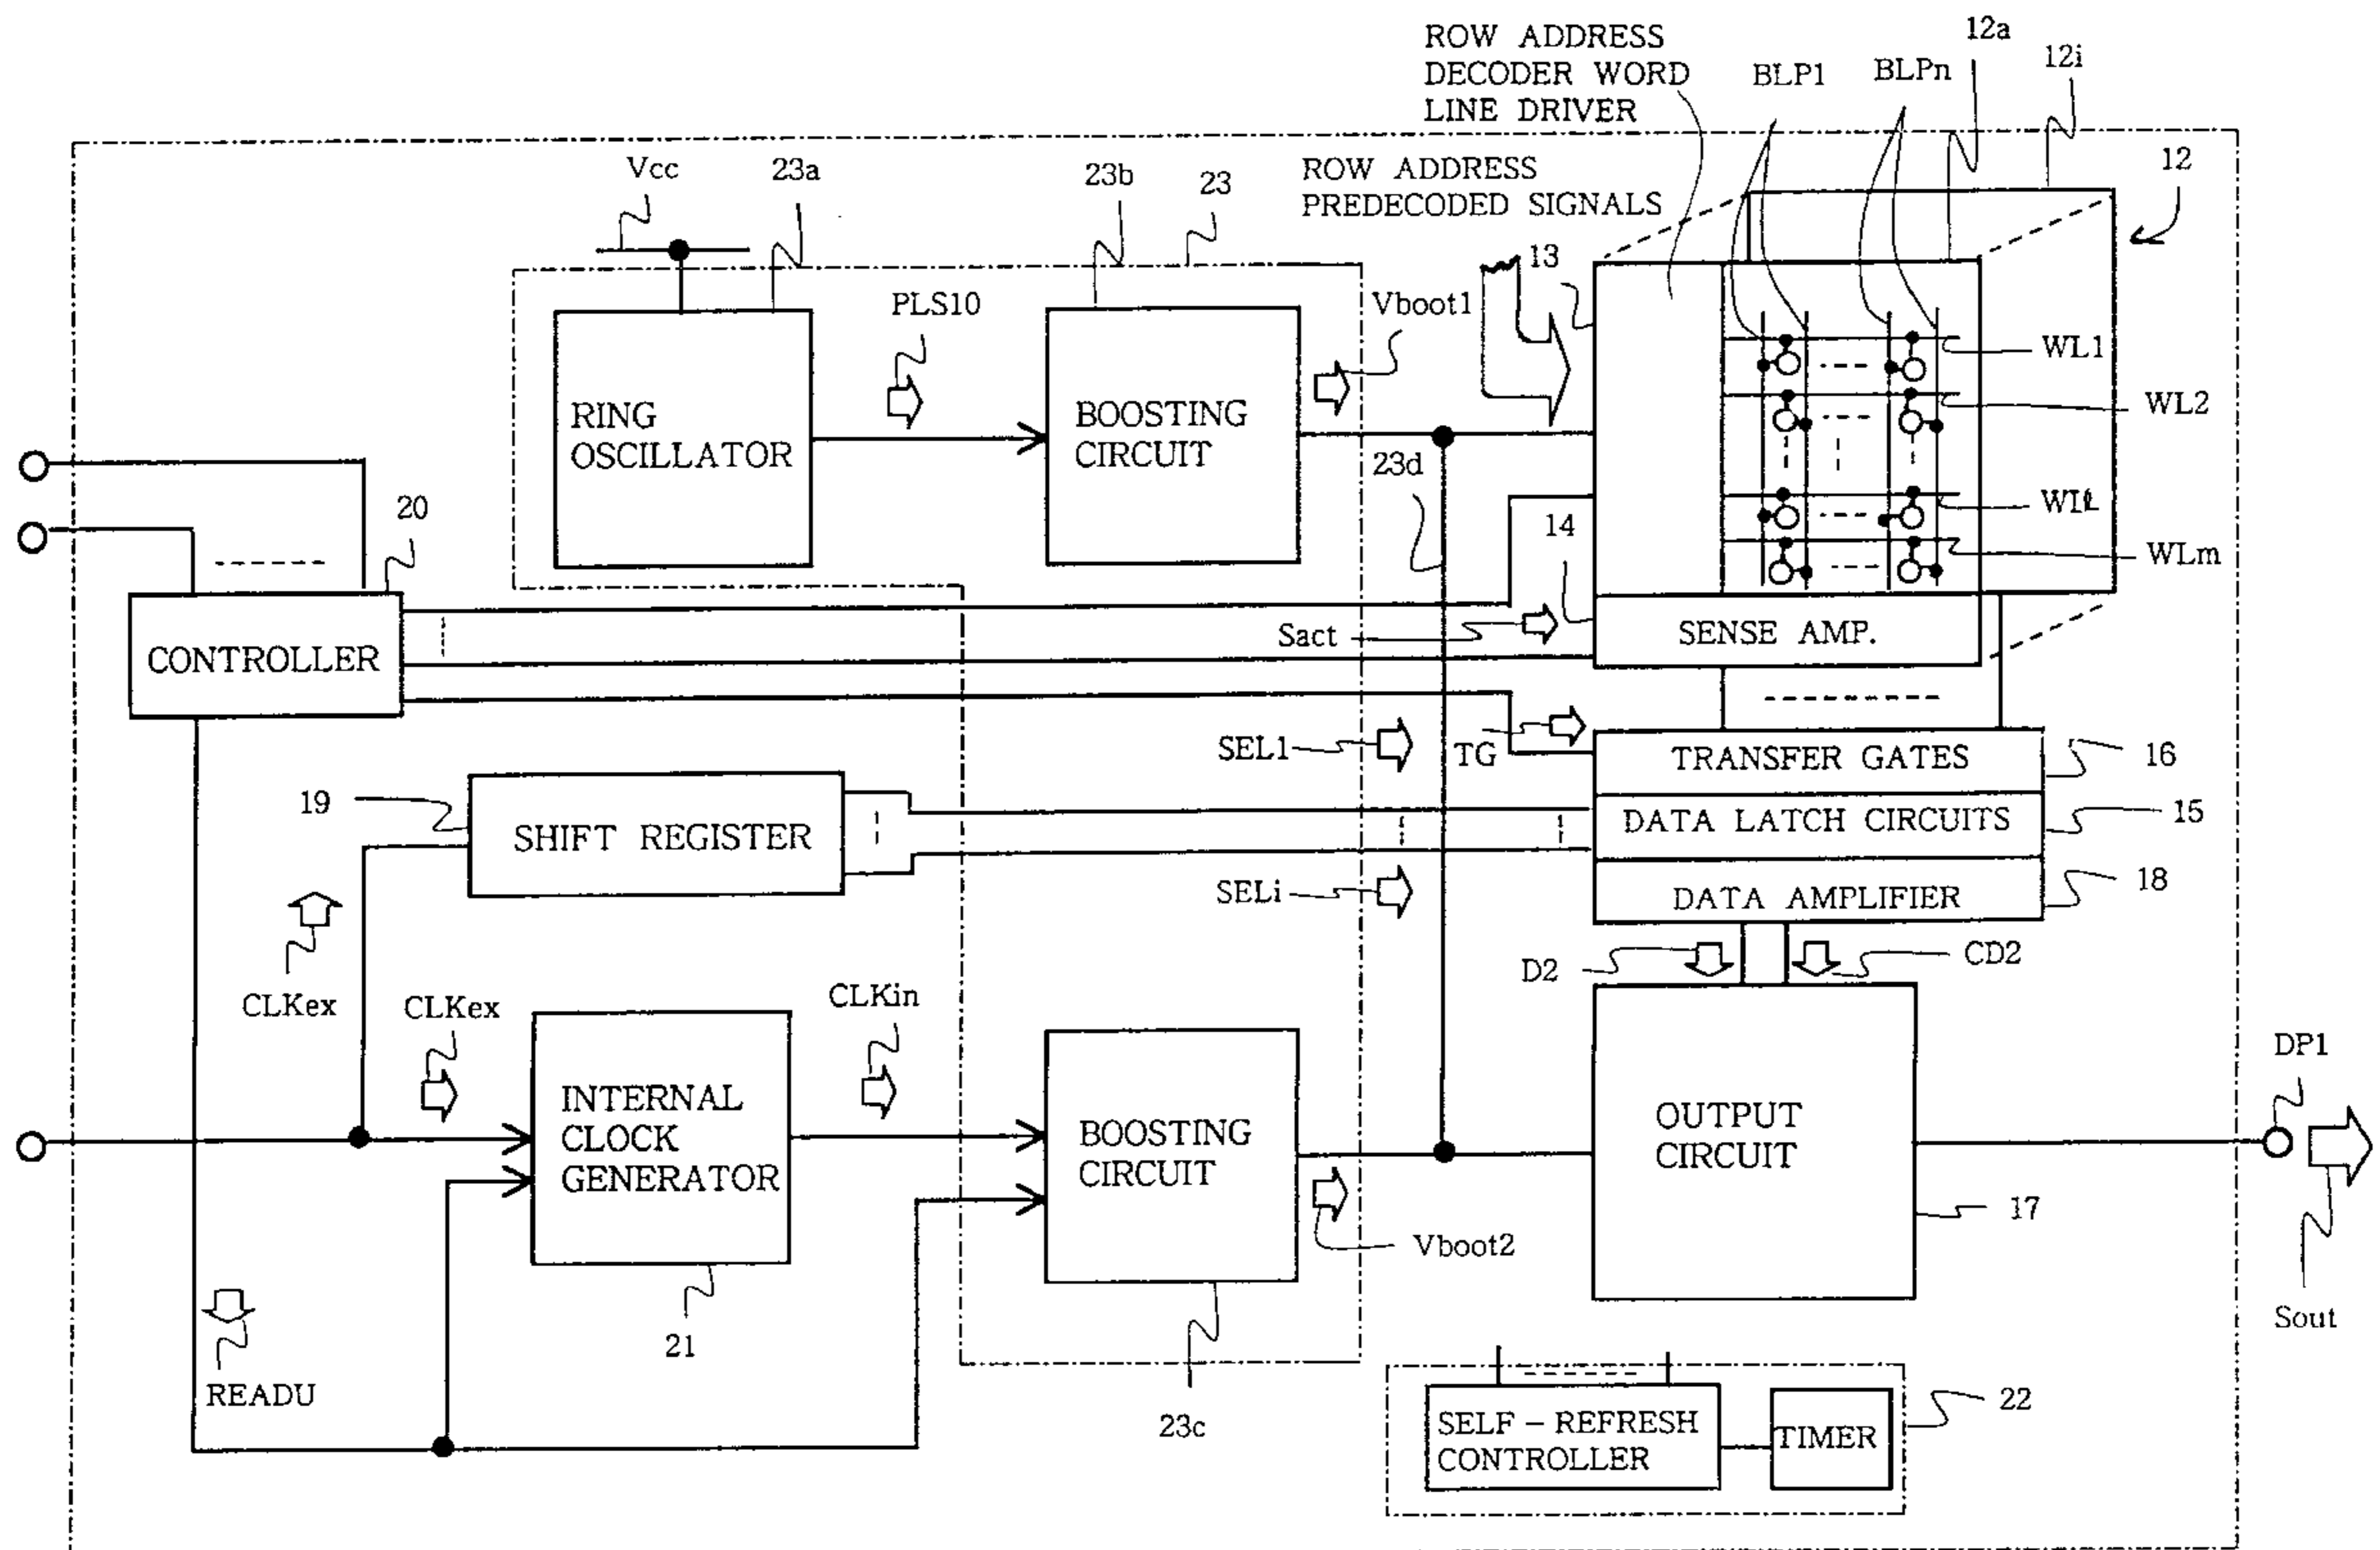 ROW ADDRESS
DECODER WORD
LINE DRIVER
BLP1
BLPn
12a
12i
12
Vcc
23a
23b
23
ROW ADDRESS
PREDECODED SIGNALS
13
PLS10
Vboot1
RING
OSCILLATOR
BOOSTING
CIRCUIT
WL1
WL2
WLℓ
WLm
23d
14
20
CONTROLLER
Sact
SENSE AMP.
SEL1
TG
TRANSFER GATES
16
19
SHIFT REGISTER
DATA LATCH CIRCUITS
15
SELi
DATA AMPLIFIER
18
D2
CD2
CLKex
CLKex
CLKin
INTERNAL
CLOCK
GENERATOR
BOOSTING
CIRCUIT
OUTPUT
CIRCUIT
DP1
17
Vboot2
Sout
21
READU
23c
SELF-REFRESH
CONTROLLER
TIMER
22